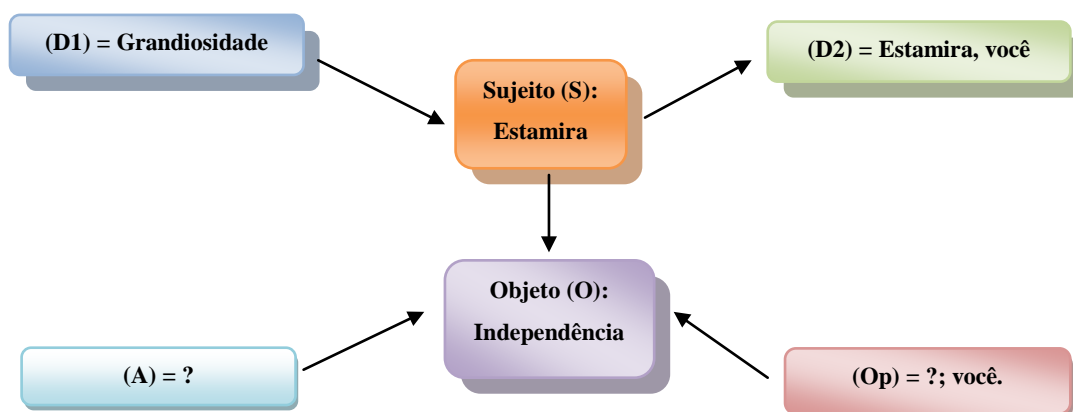 (D1) = Grandiosidade
(D2) = Estamira, você
Sujeito (S):
Estamira
Objeto (O):
Independência
(A) = ?
(Op) = ?; você.